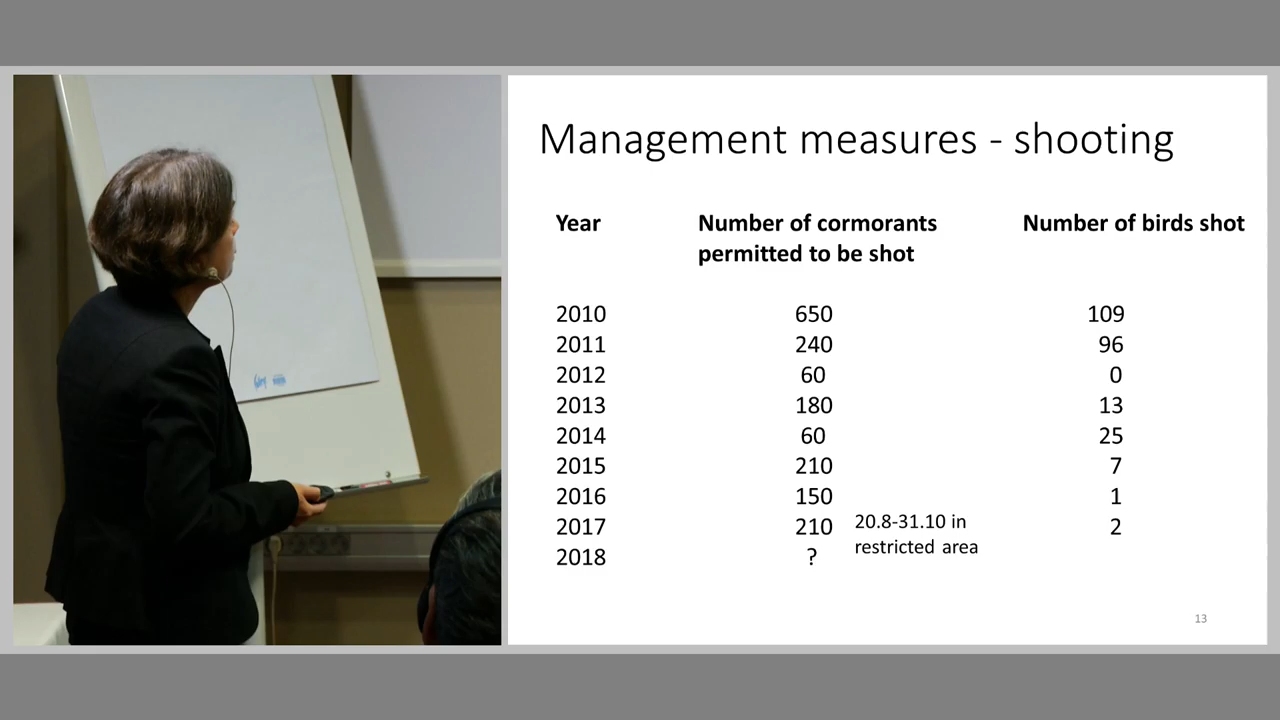 Management measures - shooting
Year Number of cormorants permitted to be shot Number of birds shot
2010 650 109
2011 240 96
2012 60 0
2013 180 13
2014 60 25
2015 210 7
2016 150 1
2017 210 20.8-31.10 in restricted area 2
2018 ?
13